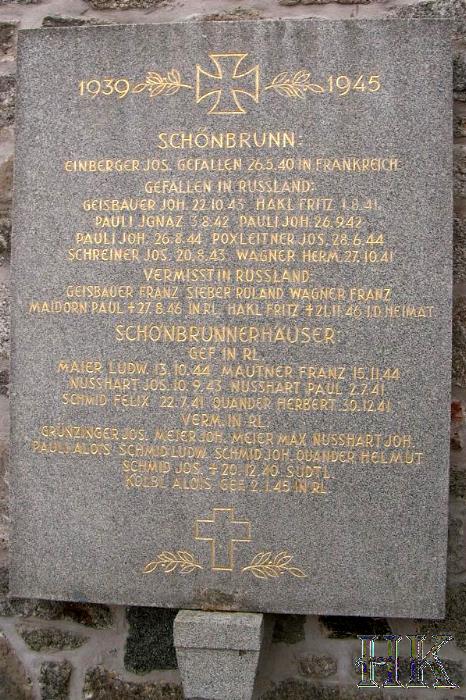 1939 1945
SCHÖNBRUNN:
EINBERGER JOS. GEFALLEN 26.5.40 IN FRANKREICH
GEFALLEN IN RUSSLAND:
GEISBAUER JOH. 22.10.43 HAKL FRITZ 1.8.41
PAULI JGNAZ 3.8.42 PAULI JOH. 26.9.42
PAULI JOH. 26.8.44 POXLEITNER JOS. 28.6.44
SCHREINER JOS. 20.8.43 WAGNER HERM. 27.10.41
VERMISST IN RUSSLAND:
GEISBAUER FRANZ SIEBER ROLAND WAGNER FRANZ
MAIDORN PAUL + 27.8.46 IN RL. HAKL FRITZ + 21.11.46 I.D. HEIMAT
SCHÖNBRUNNERHÄUSER:
GEF. IN RL.
MAIER LUDW. 13.10.44 MAUTNER FRANZ 15.11.44
NUSSHART JOS. 10.9.43 NUSSHART PAUL 2.7.41
SCHMID FELIX 22.7.41 QUANDER HERBERT 30.12.41
VERM. IN RL:
GRÜNZINGER JOS. MEIER JOH. MEIER MAX NUSSHART JOH.
PAULI ALOIS SCHMID LUDW. SCHMID JOH. QUANDER HELMUT
SCHMID JOS. + 20.12.40 SUDTL.
KÖLBL ALOIS GEF. 2.1.45 IN RL
HK